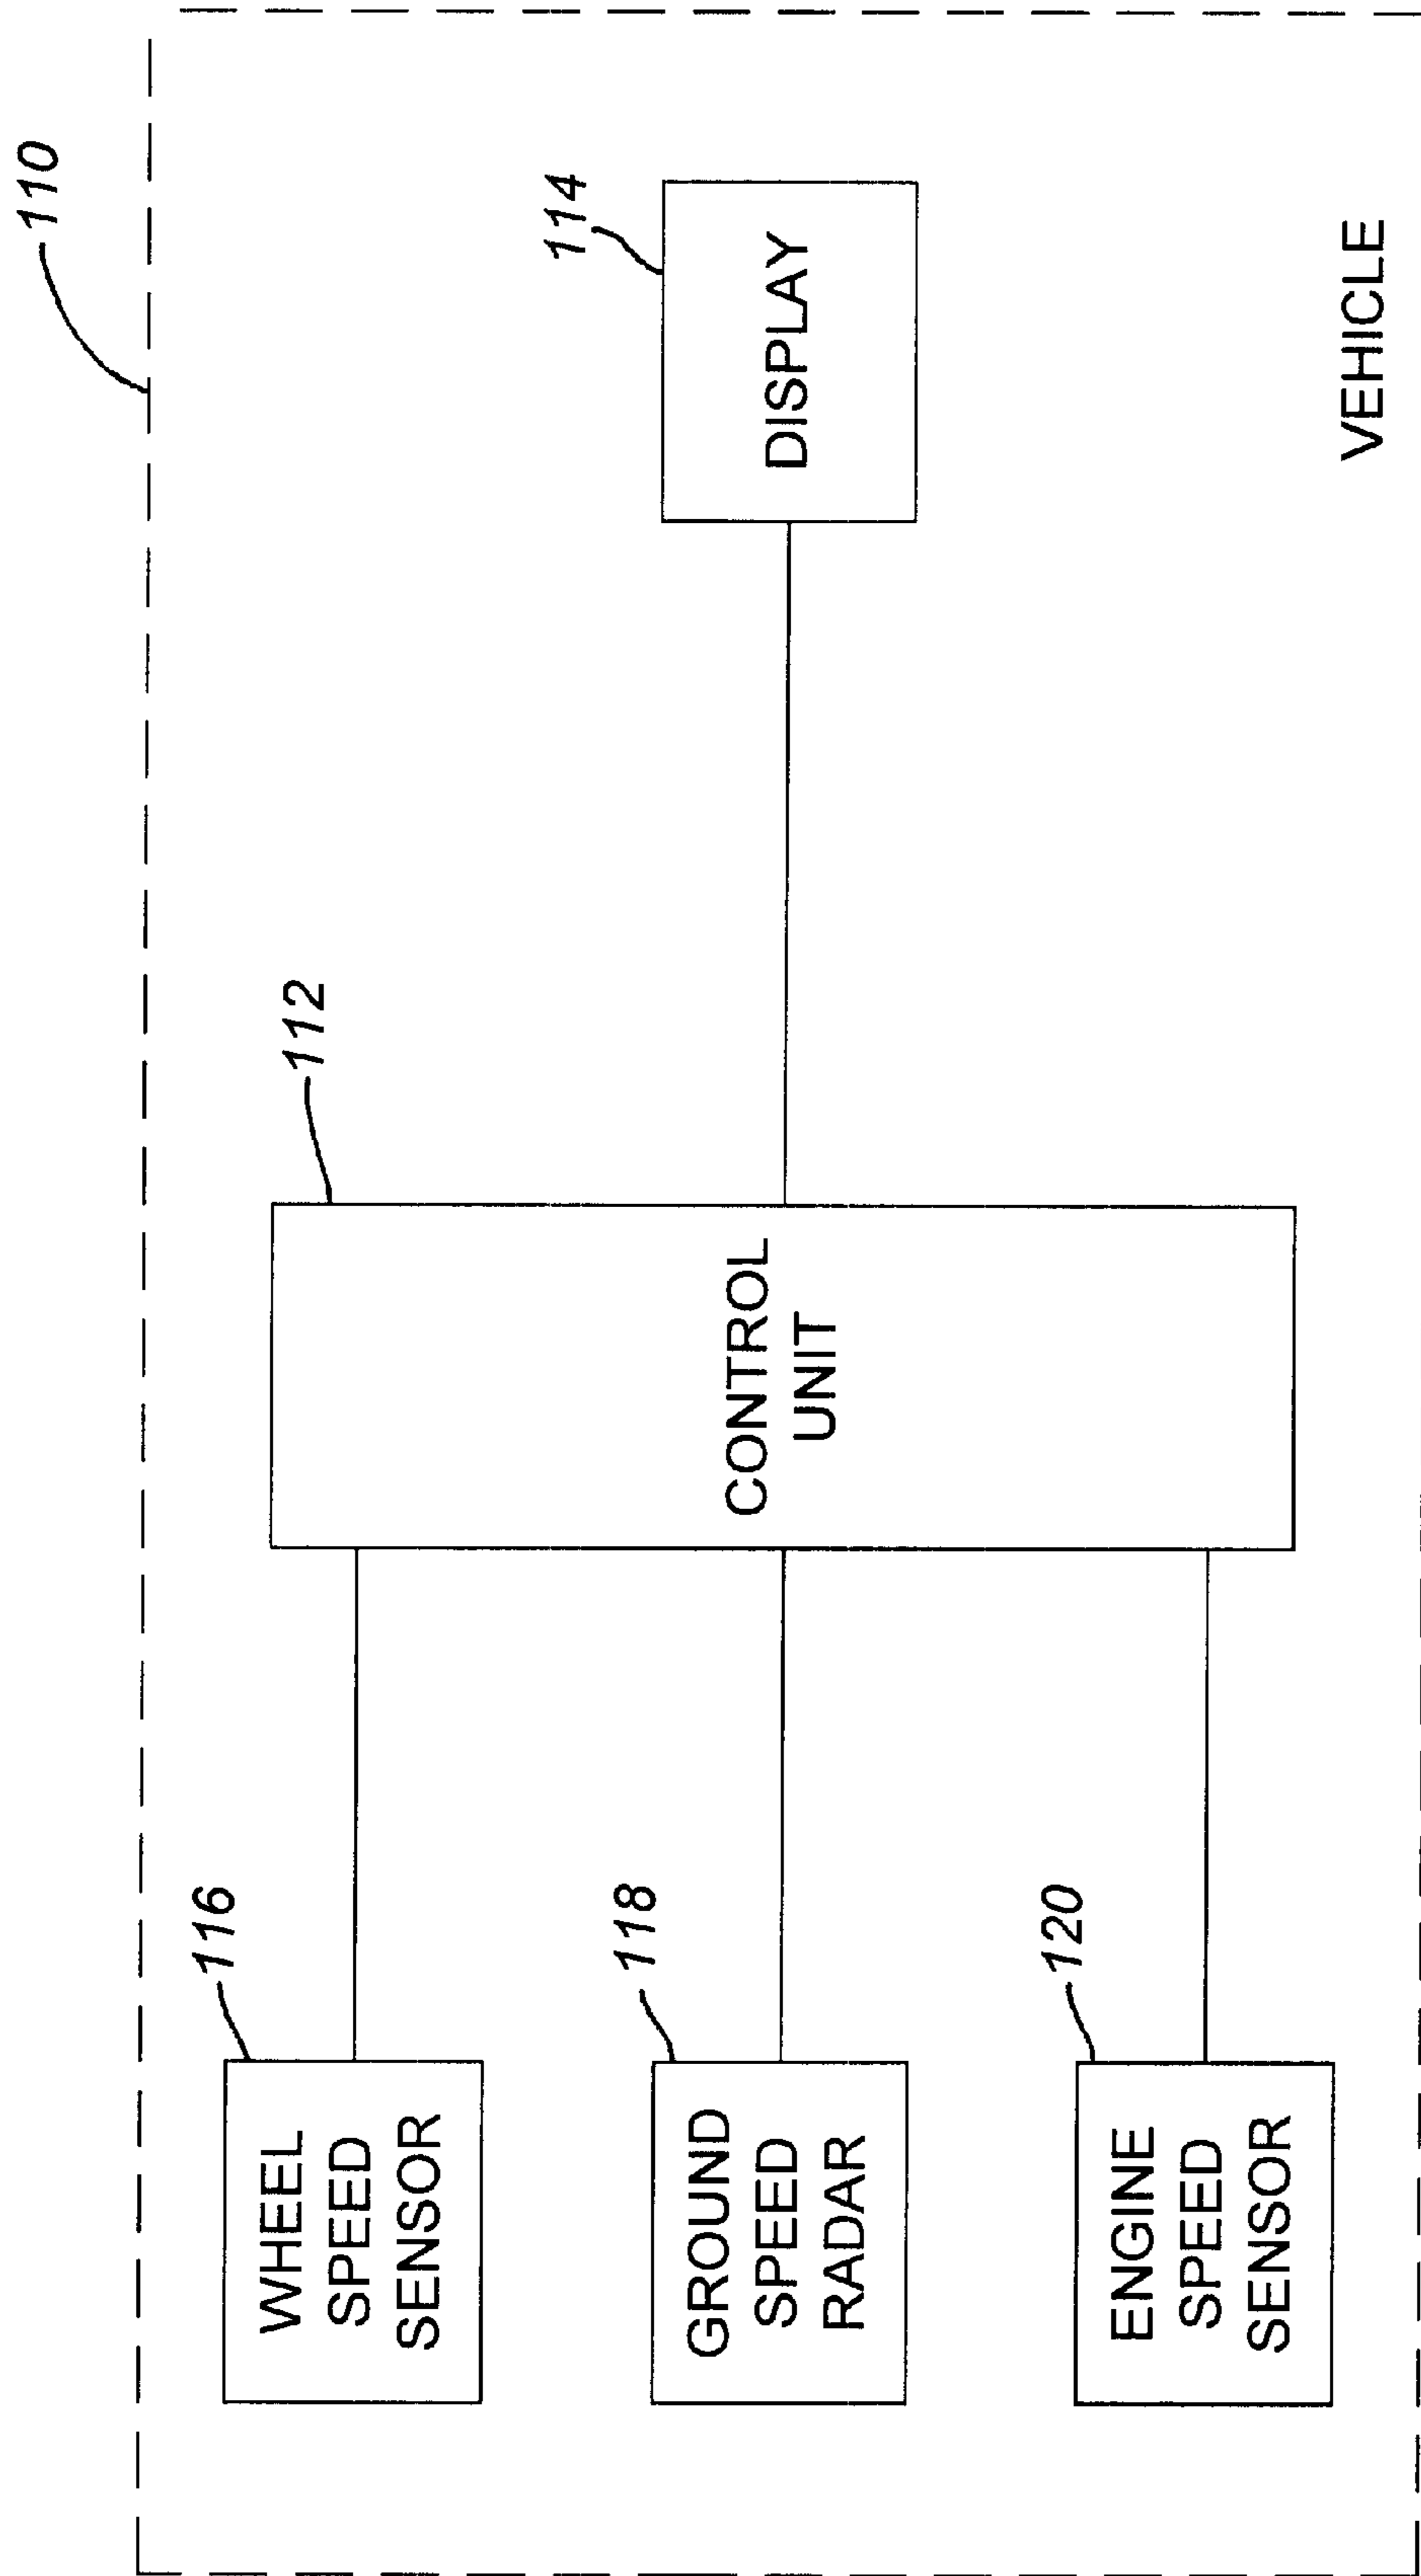 110
116
WHEEL
SPEED
SENSOR
118
GROUND
SPEED
RADAR
120
ENGINE
SPEED
SENSOR
112
CONTROL
UNIT
114
DISPLAY
VEHICLE